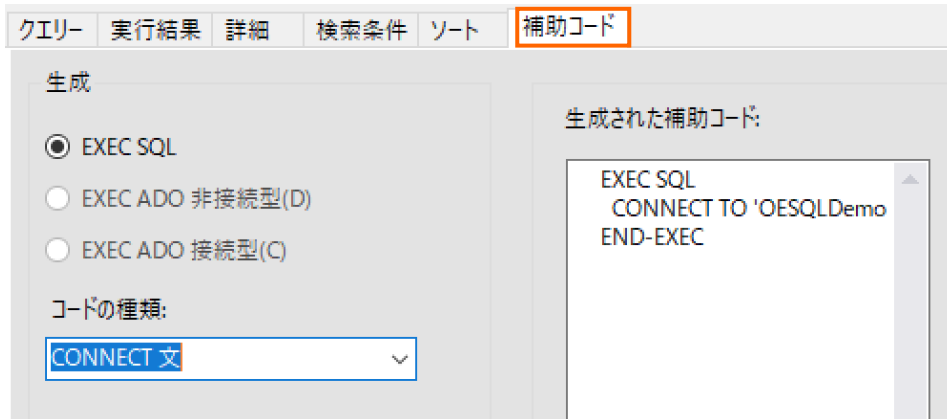 クエリー 実行結果 詳細 検索条件 ソート 補助コード
生成
EXEC SQL
EXEC ADO 非接続型(D)
EXEC ADO 接続型(C)
コードの種類:
CONNECT 文
生成された補助コード:
EXEC SQL
CONNECT TO 'OESQLDemo
END-EXEC